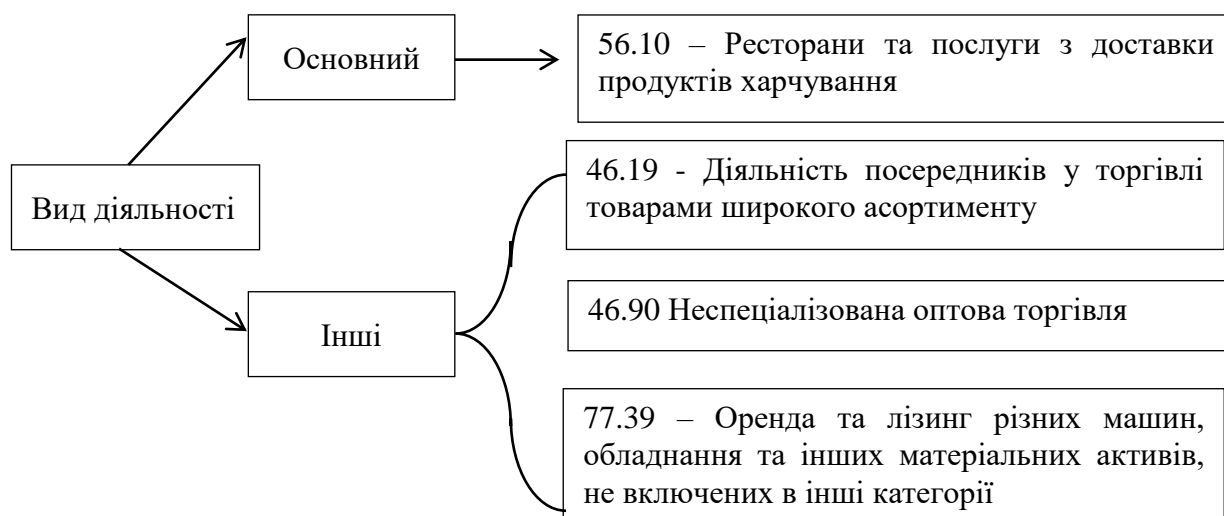 Вид діяльності
Основний
56.10 – Ресторани та послуги з доставки
продуктів харчування
Інші
46.19 - Діяльність посередників у торгівлі
товарами широкого асортименту
46.90 Неспеціалізована оптова торгівля
77.39 – Оренда та лізинг різних машин,
обладнання та інших матеріальних активів,
не включених в інші категорії